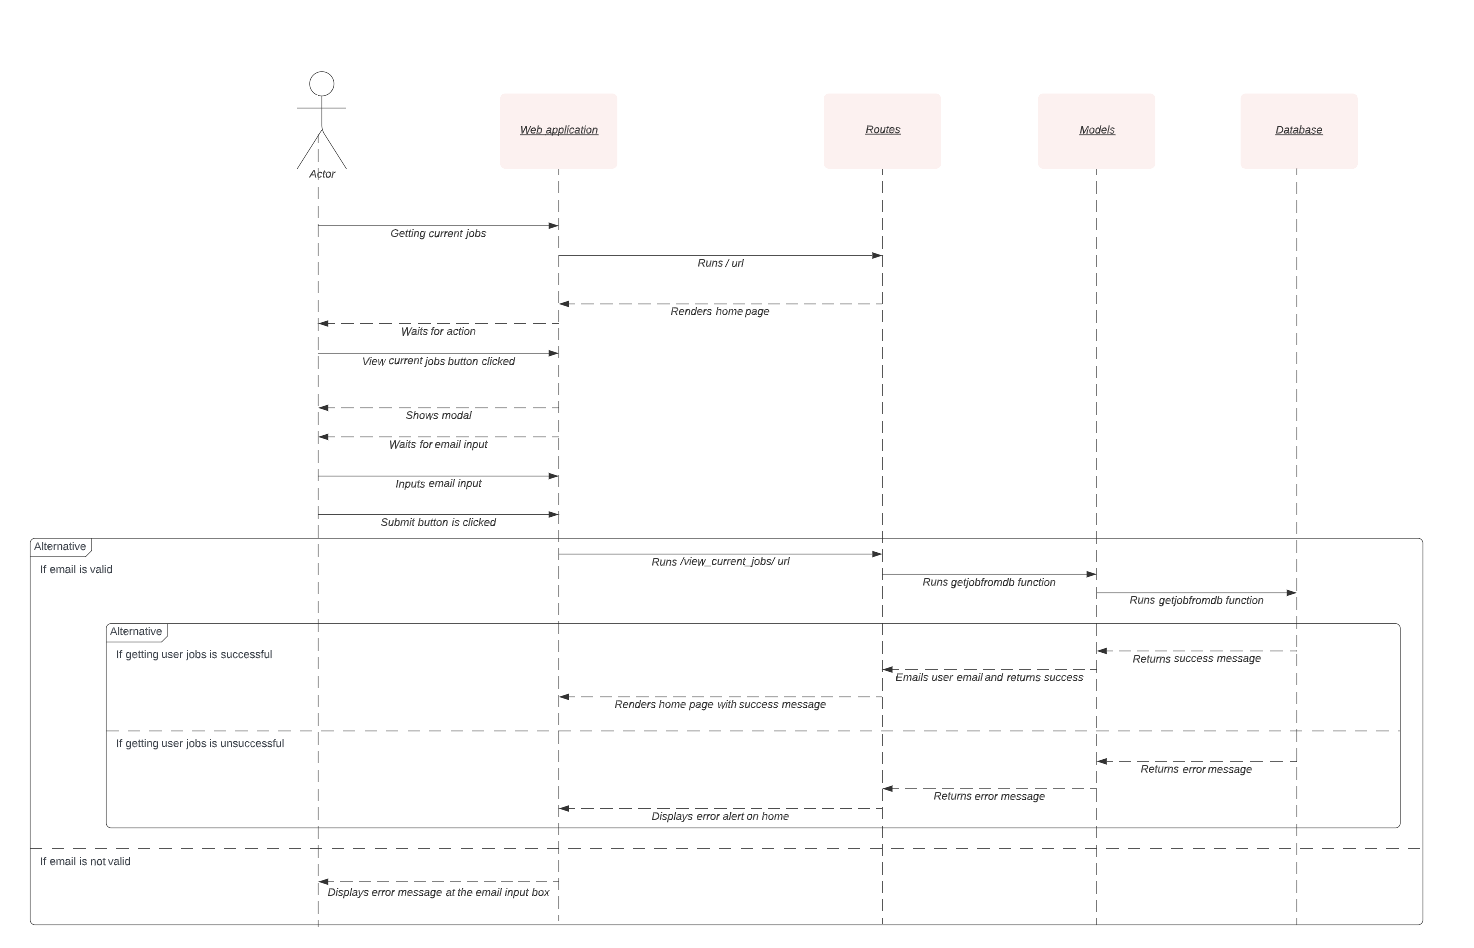 Actor
Web application
Routes
Models
Database
Getting current jobs
Runs / url
Renders home page
Waits for action
View current jobs button clicked
Shows modal
Waits for email input
Inputs email input
Submit button is clicked
Alternative
If email is valid
Runs /view_current_jobs/ url
Runs getjobfromdb function
Runs getjobfromdb function
Alternative
If getting user jobs is successful
Returns success message
Emails user email and returns success
Renders home page with success message
If getting user jobs is unsuccessful
Returns error message
Returns error message
Displays error alert on home
If email is not valid
Displays error message at the email input box